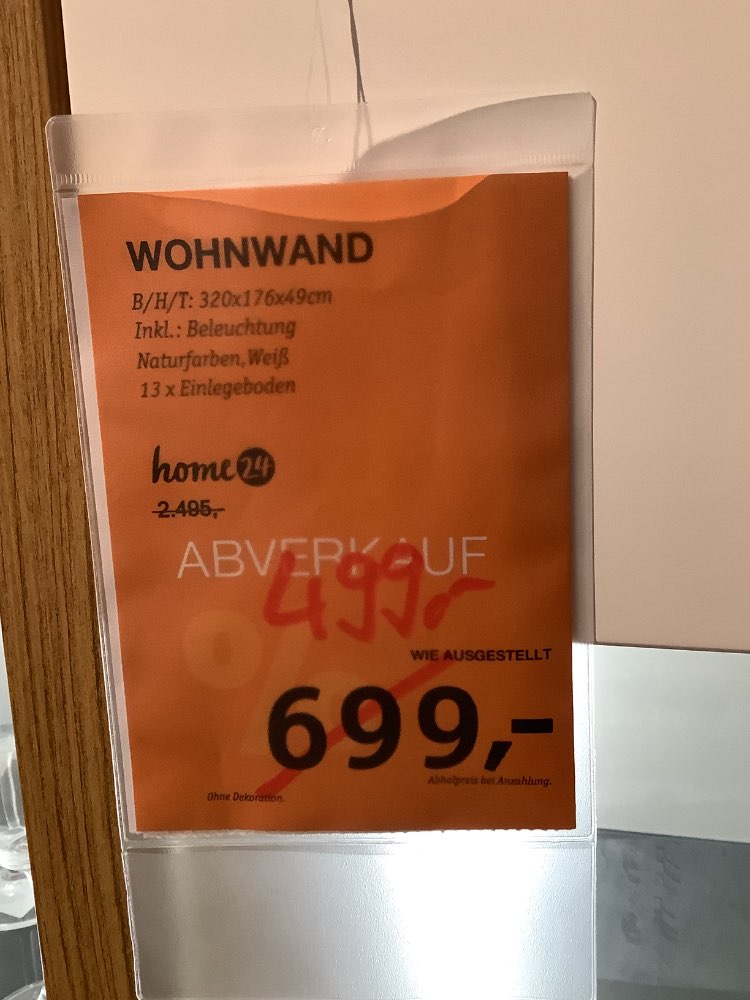 WOHNWAND
B/H/T: 320x176x49cm
Inkl.: Beleuchtung
Naturfarben, Weiß
13 x Einlegeboden
home24
2.495,-
ABVERKAUF
499,-
WIE AUSGESTELLT
%
699,-
Abholpreis bei Anzahlung.
Ohne Dekoration.